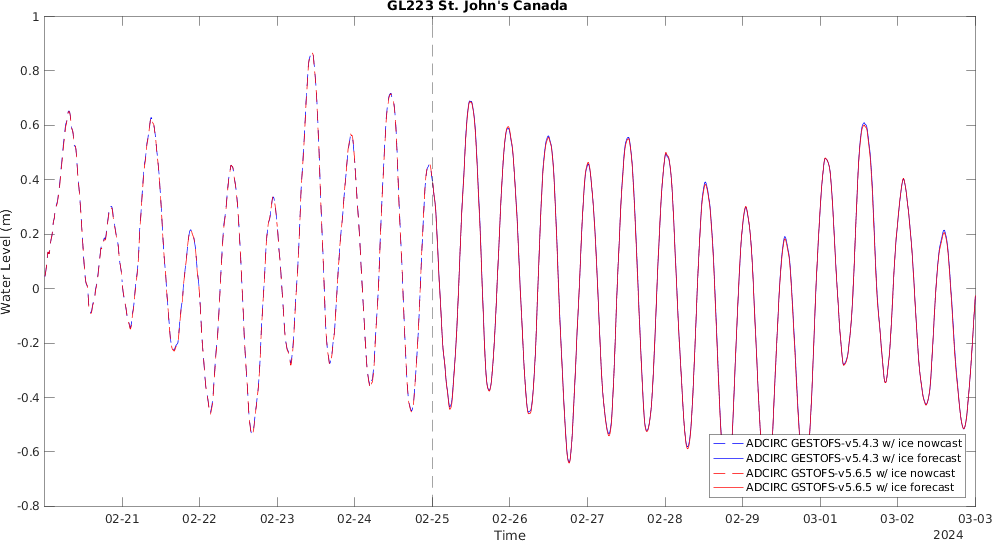 GL223 St. John's Canada
1
0.8
0.6
0.4
0.2
0
-0.2
-0.4
-0.6
-0.8
Water Level (m)
ADCIRC GESTOFS-v5.4.3 w/ ice nowcast
ADCIRC GESTOFS-v5.4.3 w/ ice forecast
ADCIRC GSTOFS-v5.6.5 w/ ice nowcast
ADCIRC GSTOFS-v5.6.5 w/ ice forecast
02-21 02-22 02-23 02-24 02-25 02-26 02-27 02-28 02-29 03-01 03-02 03-03
Time
2024